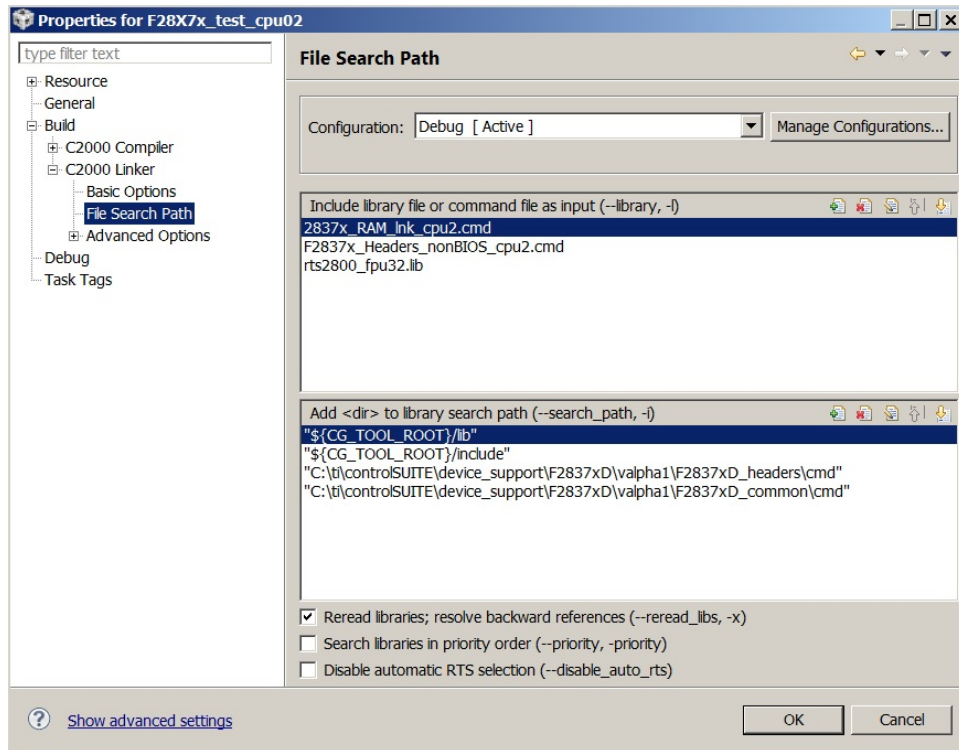 Properties for F28X7x_test_cpu02
type filter text
Resource
General
Build
C2000 Compiler
C2000 Linker
Basic Options
File Search Path
Advanced Options
Debug
Task Tags
File Search Path
Configuration: Debug [ Active ] Manage Configurations...
Include library file or command file as input (--library, -l)
2837x_RAM_lnk_cpu2.cmd
F2837x_Headers_nonBIOS_cpu2.cmd
rts2800_fpu32.lib
Add <dir> to library search path (--search_path, -i)
"${CG_TOOL_ROOT}/lib"
"${CG_TOOL_ROOT}/include"
"C:\ti\controlSUITE\device_support\F2837xD\valpha1\F2837xD_headers\cmd"
"C:\ti\controlSUITE\device_support\F2837xD\valpha1\F2837xD_common\cmd"
Reread libraries; resolve backward references (--reread_libs, -x)
Search libraries in priority order (--priority, -priority)
Disable automatic RTS selection (--disable_auto_rts)
Show advanced settings
OK Cancel